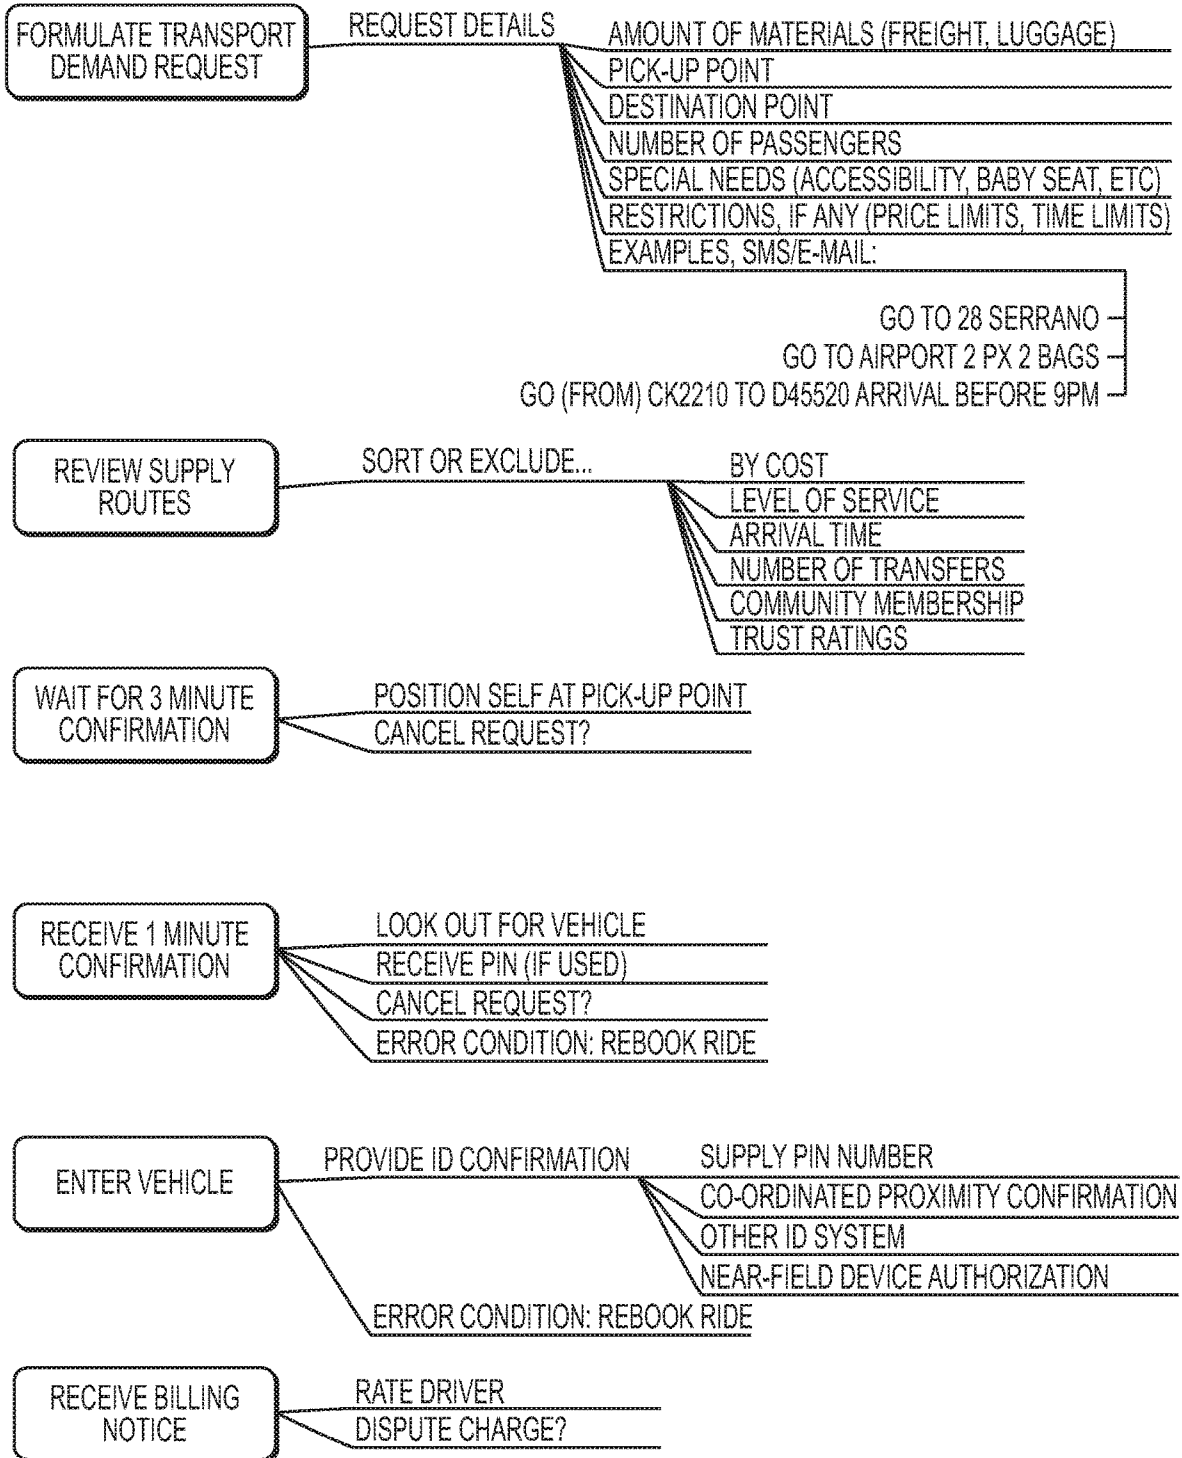 FORMULATE TRANSPORT
DEMAND REQUEST
REQUEST DETAILS
AMOUNT OF MATERIALS (FREIGHT, LUGGAGE)
PICK-UP POINT
DESTINATION POINT
NUMBER OF PASSENGERS
SPECIAL NEEDS (ACCESSIBILITY, BABY SEAT, ETC)
RESTRICTIONS, IF ANY (PRICE LIMITS, TIME LIMITS)
EXAMPLES, SMS/E-MAIL:
GO TO 28 SERRANO
GO TO AIRPORT 2 PX 2 BAGS
GO (FROM) CK2210 TO D45520 ARRIVAL BEFORE 9PM
REVIEW SUPPLY
ROUTES
SORT OR EXCLUDE...
BY COST
LEVEL OF SERVICE
ARRIVAL TIME
NUMBER OF TRANSFERS
COMMUNITY MEMBERSHIP
TRUST RATINGS
WAIT FOR 3 MINUTE
CONFIRMATION
POSITION SELF AT PICK-UP POINT
CANCEL REQUEST?
RECEIVE 1 MINUTE
CONFIRMATION
LOOK OUT FOR VEHICLE
RECEIVE PIN (IF USED)
CANCEL REQUEST?
ERROR CONDITION: REBOOK RIDE
ENTER VEHICLE
PROVIDE ID CONFIRMATION
SUPPLY PIN NUMBER
CO-ORDINATED PROXIMITY CONFIRMATION
OTHER ID SYSTEM
NEAR-FIELD DEVICE AUTHORIZATION
ERROR CONDITION: REBOOK RIDE
RECEIVE BILLING
NOTICE
RATE DRIVER
DISPUTE CHARGE?